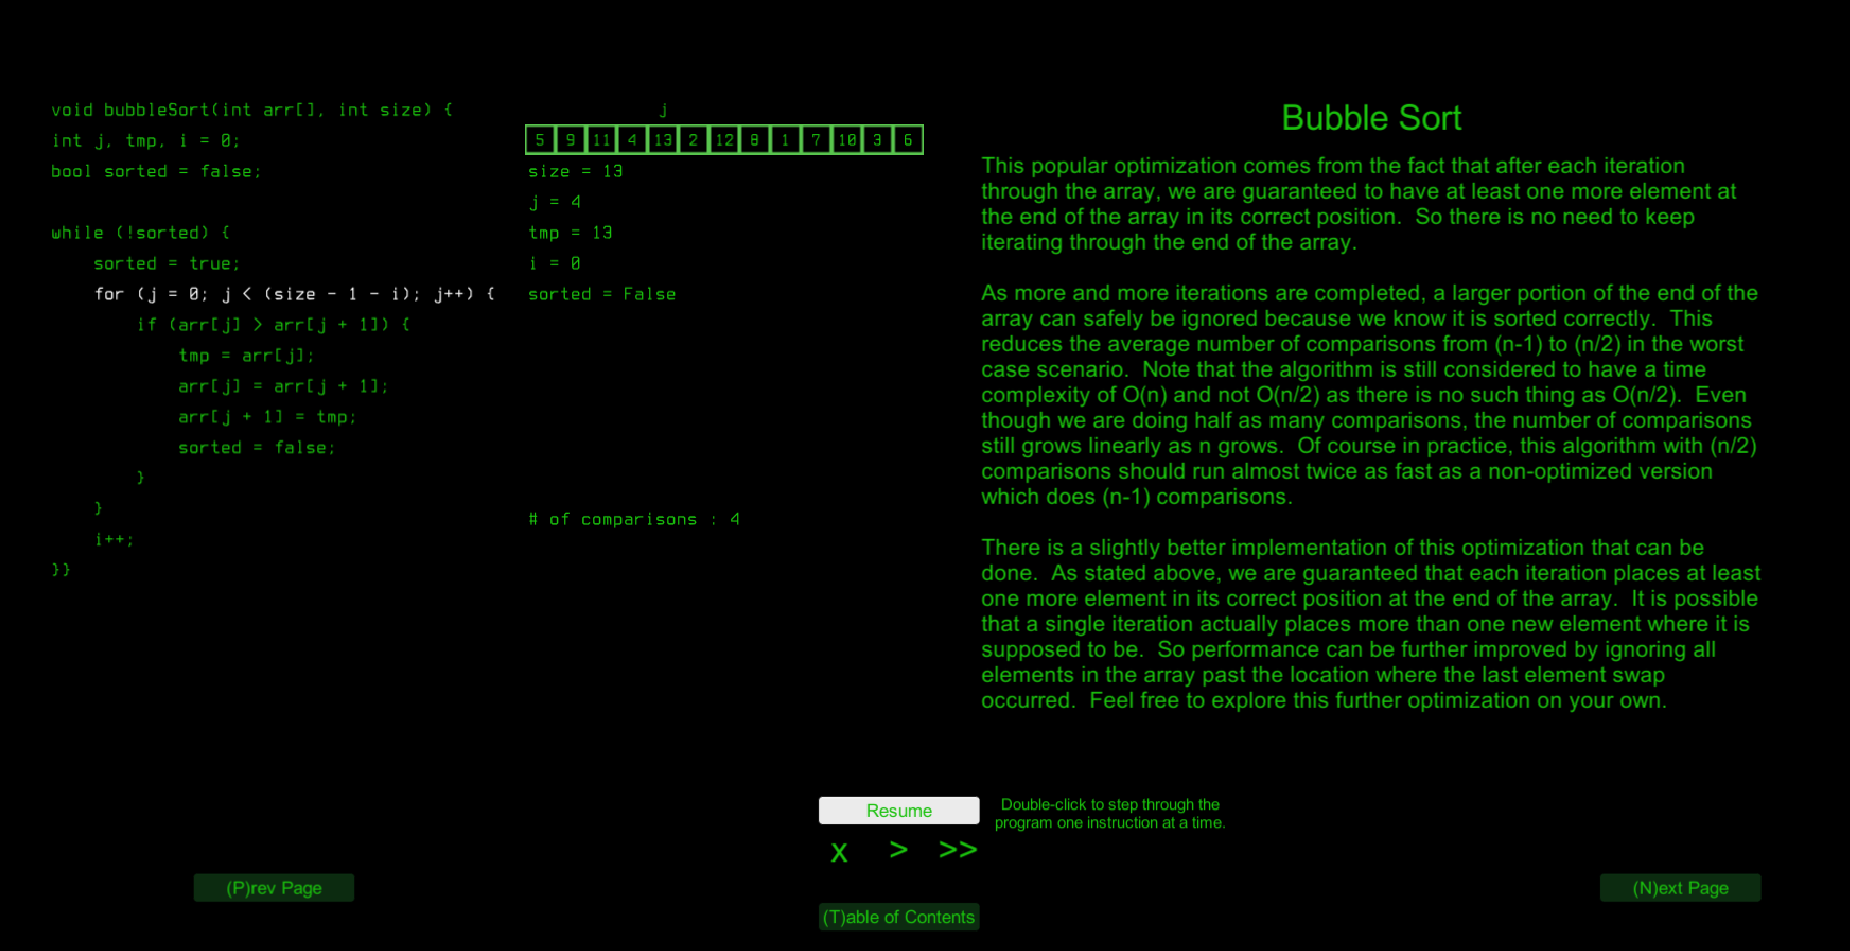 void bubbleSort(int arr[], int size) {
int j, tmp, i = 0;
bool sorted = false;
while (!sorted) {
sorted = true;
for (j = 0; j < (size - 1 - i); j++) {
if (arr[j] > arr[j + 1]) {
tmp = arr[j];
arr[j] = arr[j + 1];
arr[j + 1] = tmp;
sorted = false;
}
}
i++;
}}
j
5 9 11 4 13 2 12 8 1 7 10 3 6
size = 13
j = 4
tmp = 13
i = 0
sorted = False
# of comparisons : 4
Bubble Sort
This popular optimization comes from the fact that after each iteration
through the array, we are guaranteed to have at least one more element at
the end of the array in its correct position.  So there is no need to keep
iterating through the end of the array.
As more and more iterations are completed, a larger portion of the end of the
array can safely be ignored because we know it is sorted correctly.  This
reduces the average number of comparisons from (n-1) to (n/2) in the worst
case scenario.  Note that the algorithm is still considered to have a time
complexity of O(n) and not O(n/2) as there is no such thing as O(n/2).  Even
though we are doing half as many comparisons, the number of comparisons
still grows linearly as n grows.  Of course in practice, this algorithm with (n/2)
comparisons should run almost twice as fast as a non-optimized version
which does (n-1) comparisons.
There is a slightly better implementation of this optimization that can be
done.  As stated above, we are guaranteed that each iteration places at least
one more element in its correct position at the end of the array.  It is possible
that a single iteration actually places more than one new element where it is
supposed to be.  So performance can be further improved by ignoring all
elements in the array past the location where the last element swap
occurred.  Feel free to explore this further optimization on your own.
Resume
Double-click to step through the
program one instruction at a time.
x > >>
(P)rev Page
(T)able of Contents
(N)ext Page